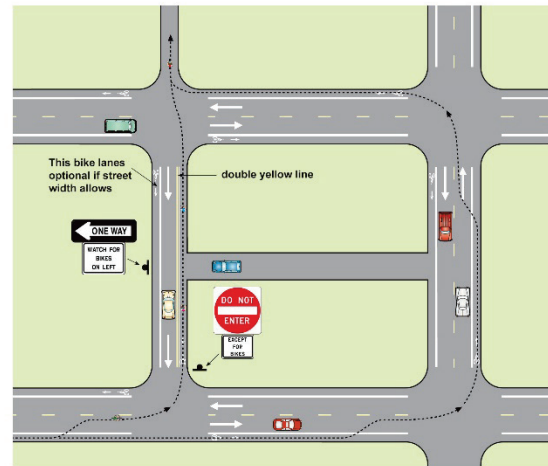 This bike lanes
optional if street
width allows
double yellow line
ONE WAY
WATCH FOR
BIKES
ON LEFT
DO NOT
ENTER
EXCEPT
FOR
BIKES